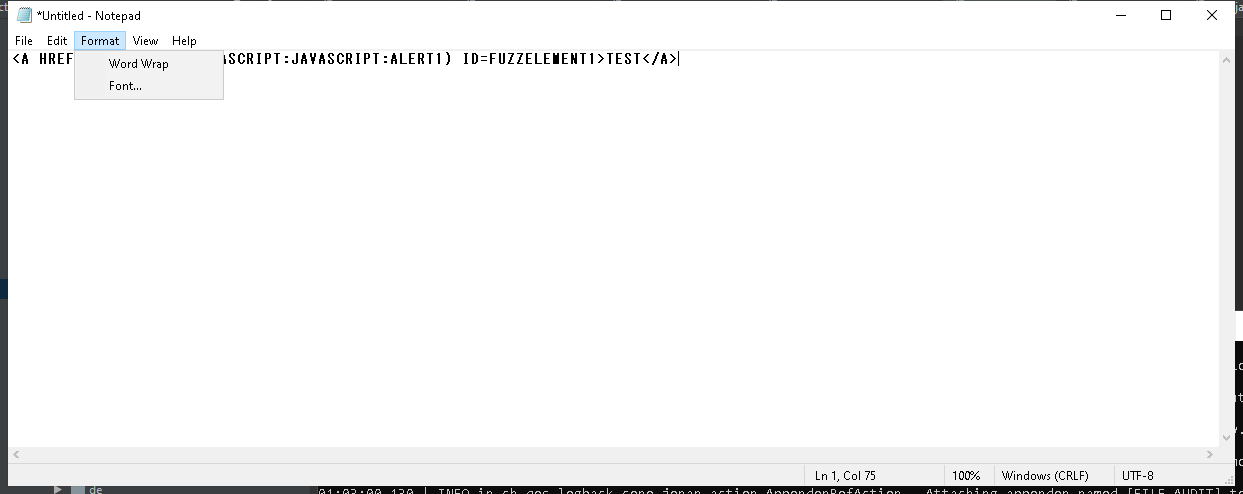 *Untitled - Notepad
File Edit Format View Help
<A HREF ASCRIPT:JAVASCRIPT:ALERT1) ID=FUZZELEMENT1>TEST</A>
Word Wrap
Font...
Ln 1, Col 75 100% Windows (CRLF) UTF-8
de
01:03:00,130 | INFO in ch.qos.logback.core.joran.action.AppenderRefAction - Attaching appender named [FILE_AUDIT] t